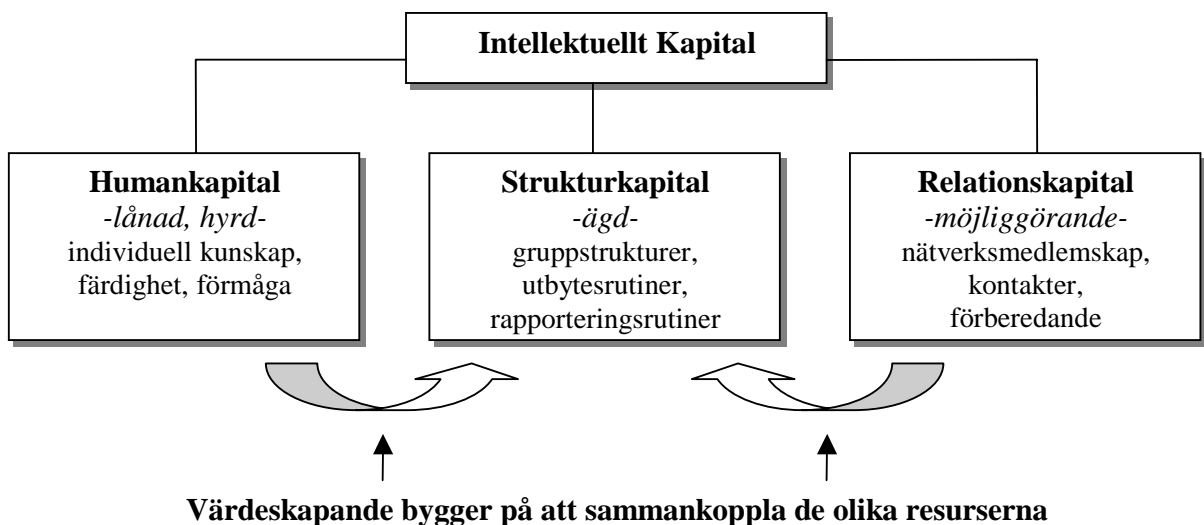 Intellektuellt Kapital
Humankapital
-lånad, hyrd-
individuell kunskap,
färdighet, förmåga
Strukturkapital
-ägd-
gruppstrukturer,
utbytesrutiner,
rapporteringsrutiner
Relationskapital
-möjliggörande-
nätverksmedlemskap,
kontakter,
förberedande
Värdeskapande bygger på att sammankoppla de olika resurserna